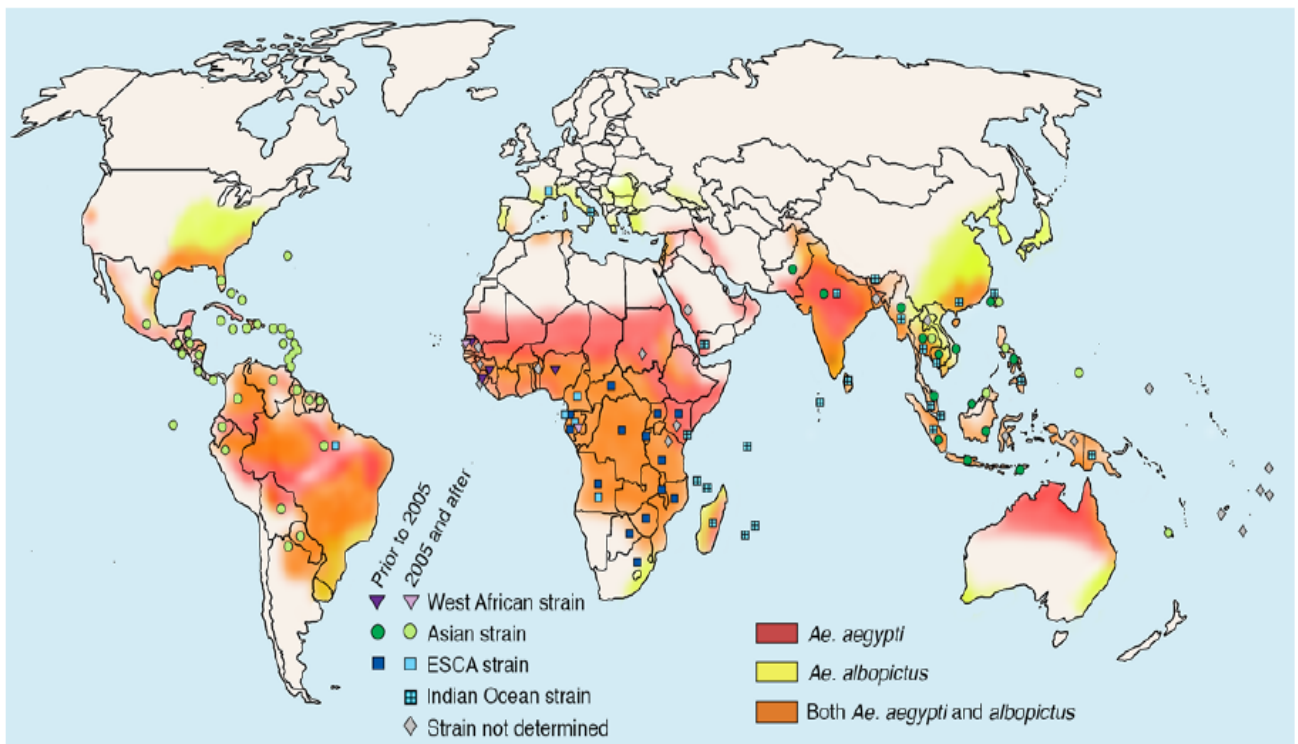 Prior to 2005
2005 and after
West African strain
Asian strain
ESCA strain
Indian Ocean strain
Strain not determined
Ae. aegypti
Ae. albopictus
Both Ae. aegypti and albopictus